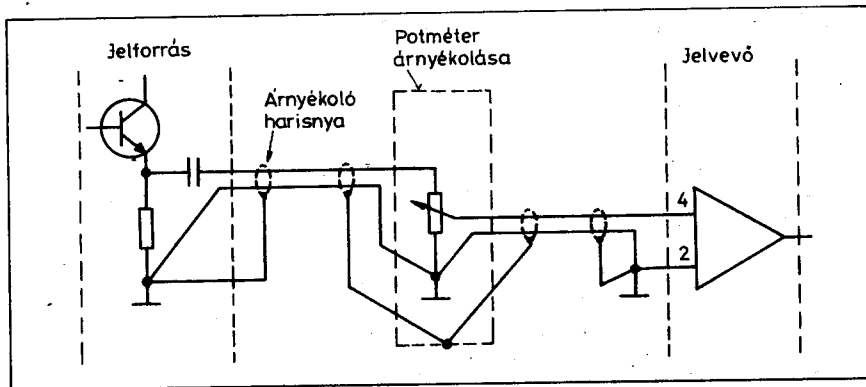 Jelforrás
Potméter
árnyékolása
Jelvevő
Árnyékoló
harisnya
4
2